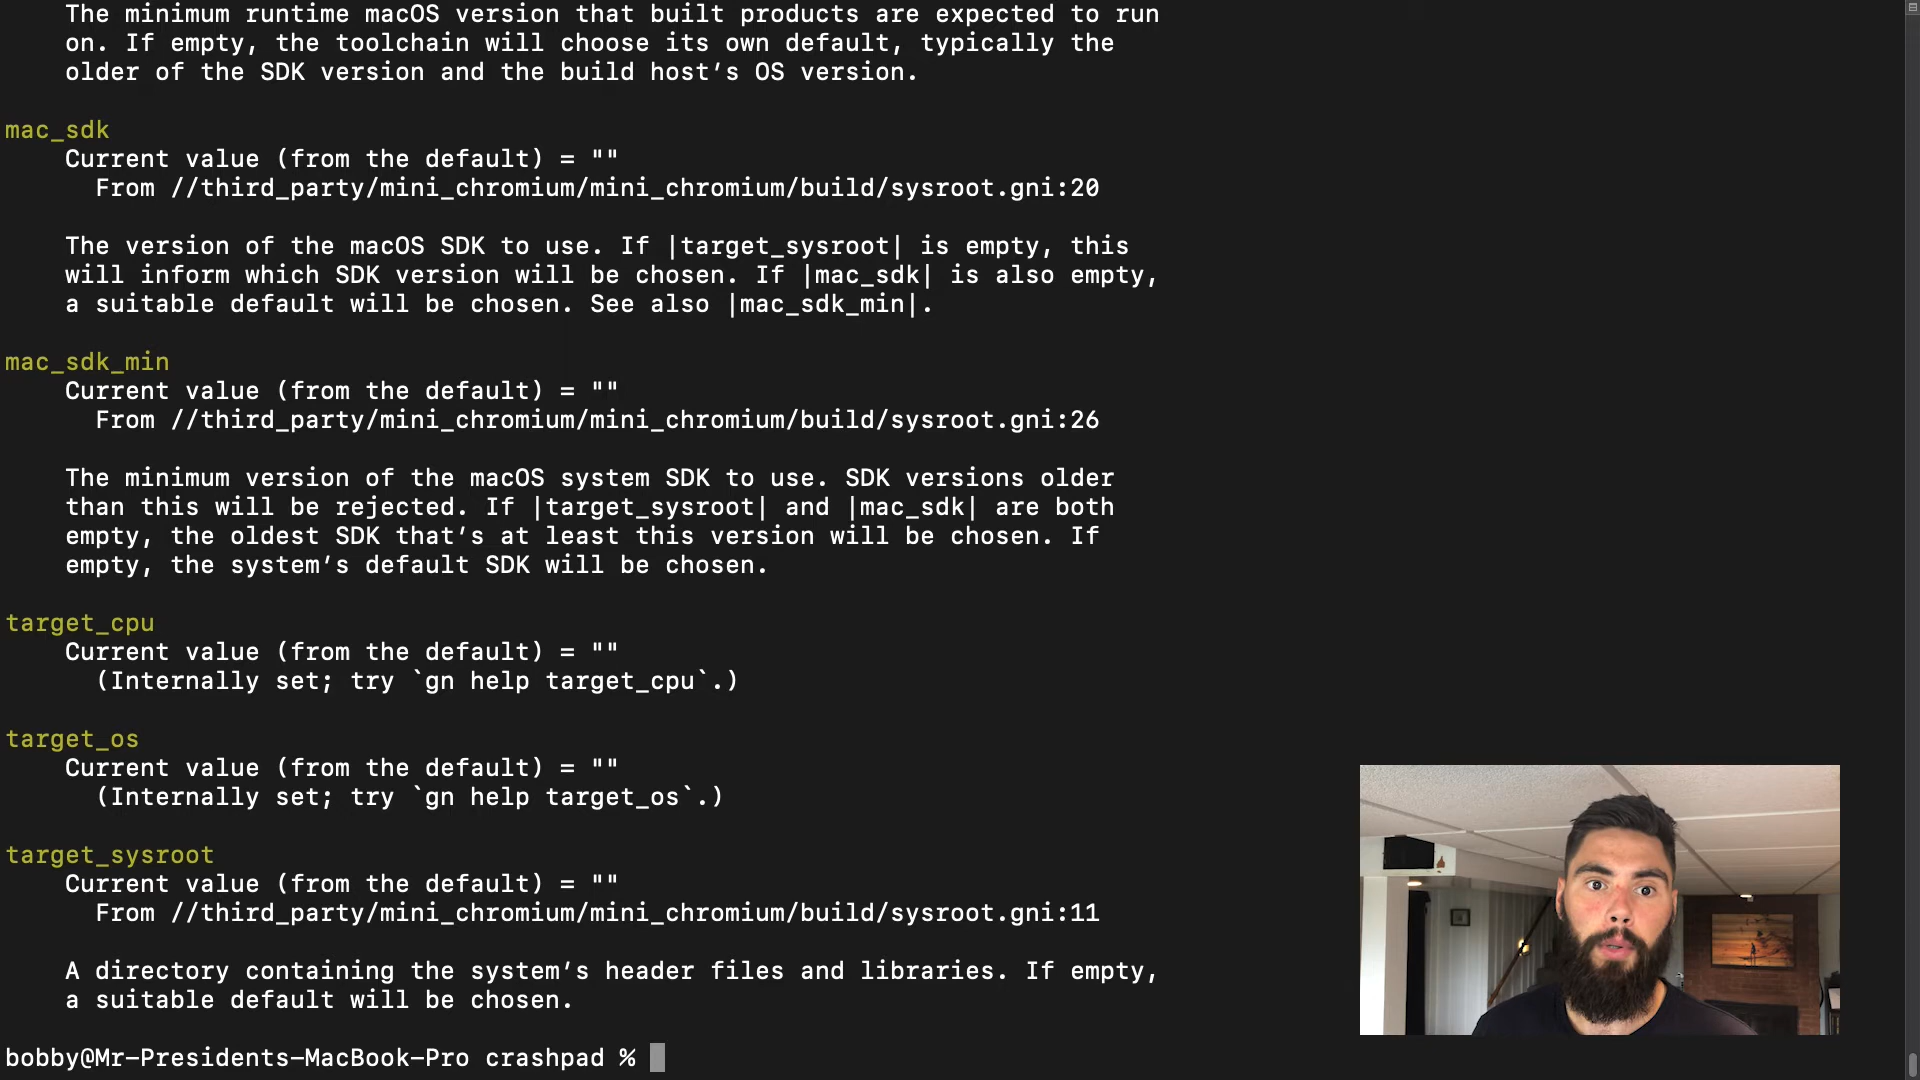 The minimum runtime macOS version that built products are expected to run
on. If empty, the toolchain will choose its own default, typically the
older of the SDK version and the build host's OS version.
mac_sdk
Current value (from the default) = ""
From //third_party/mini_chromium/mini_chromium/build/sysroot.gni:20
The version of the macOS SDK to use. If |target_sysroot| is empty, this
will inform which SDK version will be chosen. If |mac_sdk| is also empty,
a suitable default will be chosen. See also |mac_sdk_min|.
mac_sdk_min
Current value (from the default) = ""
From //third_party/mini_chromium/mini_chromium/build/sysroot.gni:26
The minimum version of the macOS system SDK to use. SDK versions older
than this will be rejected. If |target_sysroot| and |mac_sdk| are both
empty, the oldest SDK that's at least this version will be chosen. If
empty, the system's default SDK will be chosen.
target_cpu
Current value (from the default) = ""
(Internally set; try `gn help target_cpu`.)
target_os
Current value (from the default) = ""
(Internally set; try `gn help target_os`.)
target_sysroot
Current value (from the default) = ""
From //third_party/mini_chromium/mini_chromium/build/sysroot.gni:11
A directory containing the system's header files and libraries. If empty,
a suitable default will be chosen.
bobby@Mr-Presidents-MacBook-Pro crashpad %